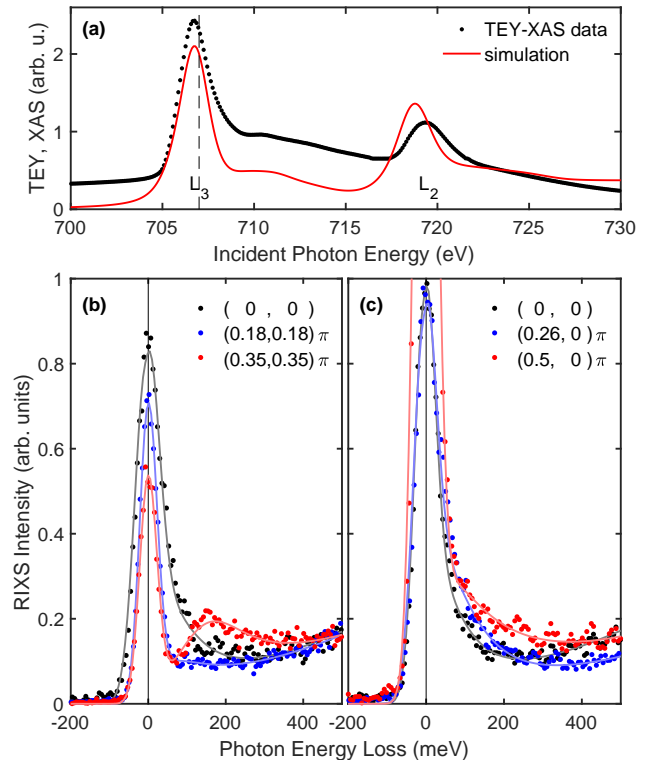 (a)
TEY-XAS data
simulation
TEY, XAS (arb. u.)
2
1
0
L3
L2
700 705 710 715 720 725 730
Incident Photon Energy (eV)
(b)
( 0 , 0 )
(0.18,0.18)π
(0.35,0.35)π
(c)
( 0 , 0 )
(0.26, 0)π
(0.5, 0)π
RIXS Intensity (arb. units)
1
0.8
0.6
0.4
0.2
0
-200 0 200 400
-200 0 200 400
Photon Energy Loss (meV)